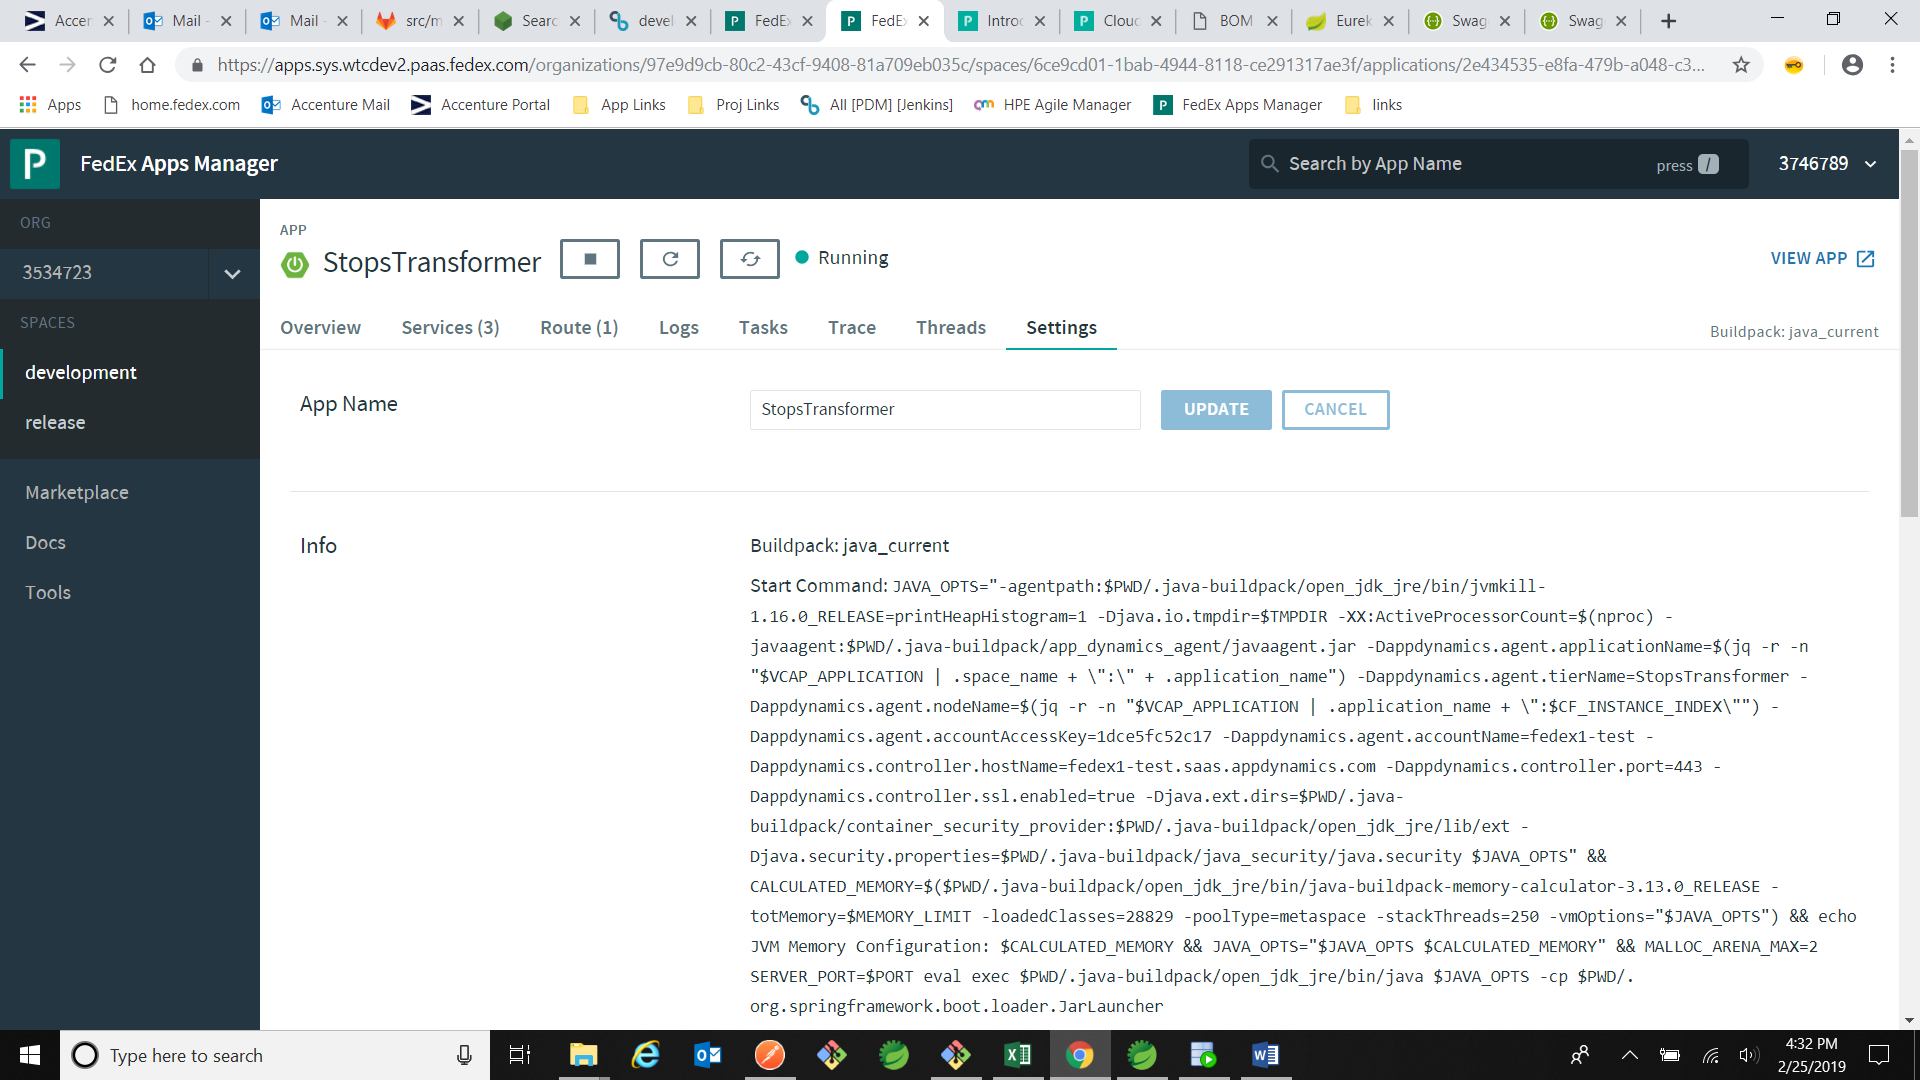 Accer
Mail -
Mail -
src/m
Searc
devel
FedEx
FedEx
Introc
Cloud
BOM
Eurek
Swag
Swag
https://apps.sys.wtcdev2.paas.fedex.com/organizations/97e9d9cb-80c2-43cf-9408-81a709eb035c/spaces/6ce9cd01-1bab-4944-8118-ce291317ae3f/applications/2e434535-e8fa-479b-a048-c3...
Apps
home.fedex.com
Accenture Mail
Accenture Portal
App Links
Proj Links
All [PDM] [Jenkins]
HPE Agile Manager
FedEx Apps Manager
links
P
FedEx Apps Manager
Search by App Name
press /
3746789
ORG
3534723
SPACES
development
release
Marketplace
Docs
Tools
APP
StopsTransformer
Running
VIEW APP
Overview
Services (3)
Route (1)
Logs
Tasks
Trace
Threads
Settings
Buildpack: java_current
App Name
StopsTransformer
UPDATE
CANCEL
Info
Buildpack: java_current
Start Command: JAVA_OPTS="-agentpath:$PWD/.java-buildpack/open_jdk_jre/bin/jvmkill-
1.16.0_RELEASE=printHeapHistogram=1 -Djava.io.tmpdir=$TMPDIR -XX:ActiveProcessorCount=$(nproc) -
javaagent:$PWD/.java-buildpack/app_dynamics_agent/javaagent.jar -Dappdynamics.agent.applicationName=$(jq -r -n
"$VCAP_APPLICATION | .space_name + \":\" + .application_name") -Dappdynamics.agent.tierName=StopsTransformer -
Dappdynamics.agent.nodeName=$(jq -r -n "$VCAP_APPLICATION | .application_name + \":$CF_INSTANCE_INDEX\"") -
Dappdynamics.agent.accountAccessKey=1dce5fc52c17 -Dappdynamics.agent.accountName=fedex1-test -
Dappdynamics.controller.hostName=fedex1-test.saas.appdynamics.com -Dappdynamics.controller.port=443 -
Dappdynamics.controller.ssl.enabled=true -Djava.ext.dirs=$PWD/.java-
buildpack/container_security_provider:$PWD/.java-buildpack/open_jdk_jre/lib/ext -
Djava.security.properties=$PWD/.java-buildpack/java_security/java.security $JAVA_OPTS" &&
CALCULATED_MEMORY=$($PWD/.java-buildpack/open_jdk_jre/bin/java-buildpack-memory-calculator-3.13.0_RELEASE -
totMemory=$MEMORY_LIMIT -loadedClasses=28829 -poolType=metaspace -stackThreads=250 -vmOptions="$JAVA_OPTS") && echo
JVM Memory Configuration: $CALCULATED_MEMORY && JAVA_OPTS="$JAVA_OPTS $CALCULATED_MEMORY" && MALLOC_ARENA_MAX=2
SERVER_PORT=$PORT eval exec $PWD/.java-buildpack/open_jdk_jre/bin/java $JAVA_OPTS -cp $PWD/.
org.springframework.boot.loader.JarLauncher
Type here to search
4:32 PM
2/25/2019